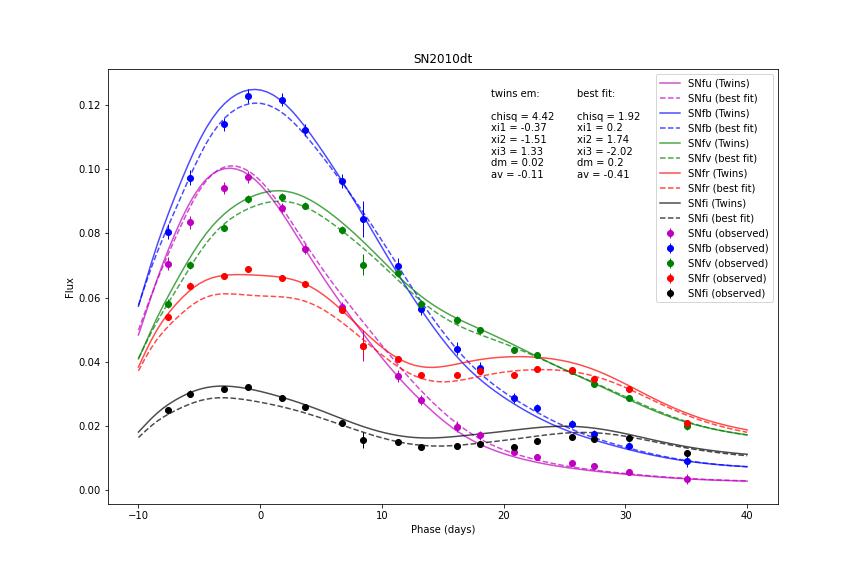 SN2010dt
twins em:
chisq = 4.42
xi1 = -0.37
xi2 = -1.51
xi3 = 1.33
dm = 0.02
av = -0.11
best fit:
chisq = 1.92
xi1 = 0.2
xi2 = 1.74
xi3 = -2.02
dm = 0.2
av = -0.41
SNfu (Twins)
SNfu (best fit)
SNfb (Twins)
SNfb (best fit)
SNfv (Twins)
SNfv (best fit)
SNfr (Twins)
SNfr (best fit)
SNfi (Twins)
SNfi (best fit)
SNfu (observed)
SNfb (observed)
SNfv (observed)
SNfr (observed)
SNfi (observed)
Flux
0.12
0.10
0.08
0.06
0.04
0.02
0.00
−10
0
10
20
30
40
Phase (days)